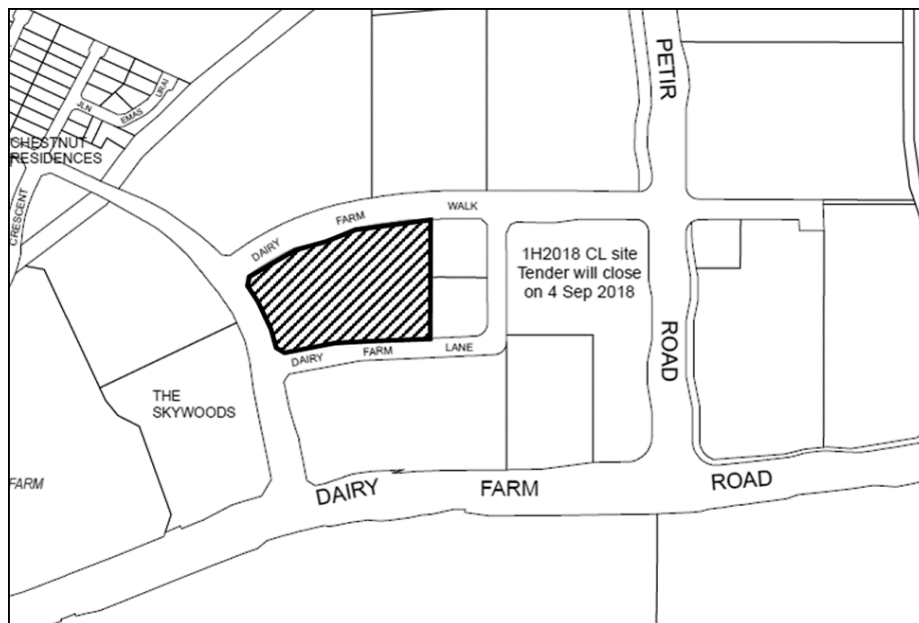 PETIR
JLN
EMAS
URAI
CHESTNUT
RESIDENCES
CRESCENT
DAIRY
FARM
WALK
1H2018 CL site
Tender will close
on 4 Sep 2018
ROAD
DAIRY
FARM
LANE
THE
SKYWOODS
FARM
DAIRY
FARM
ROAD